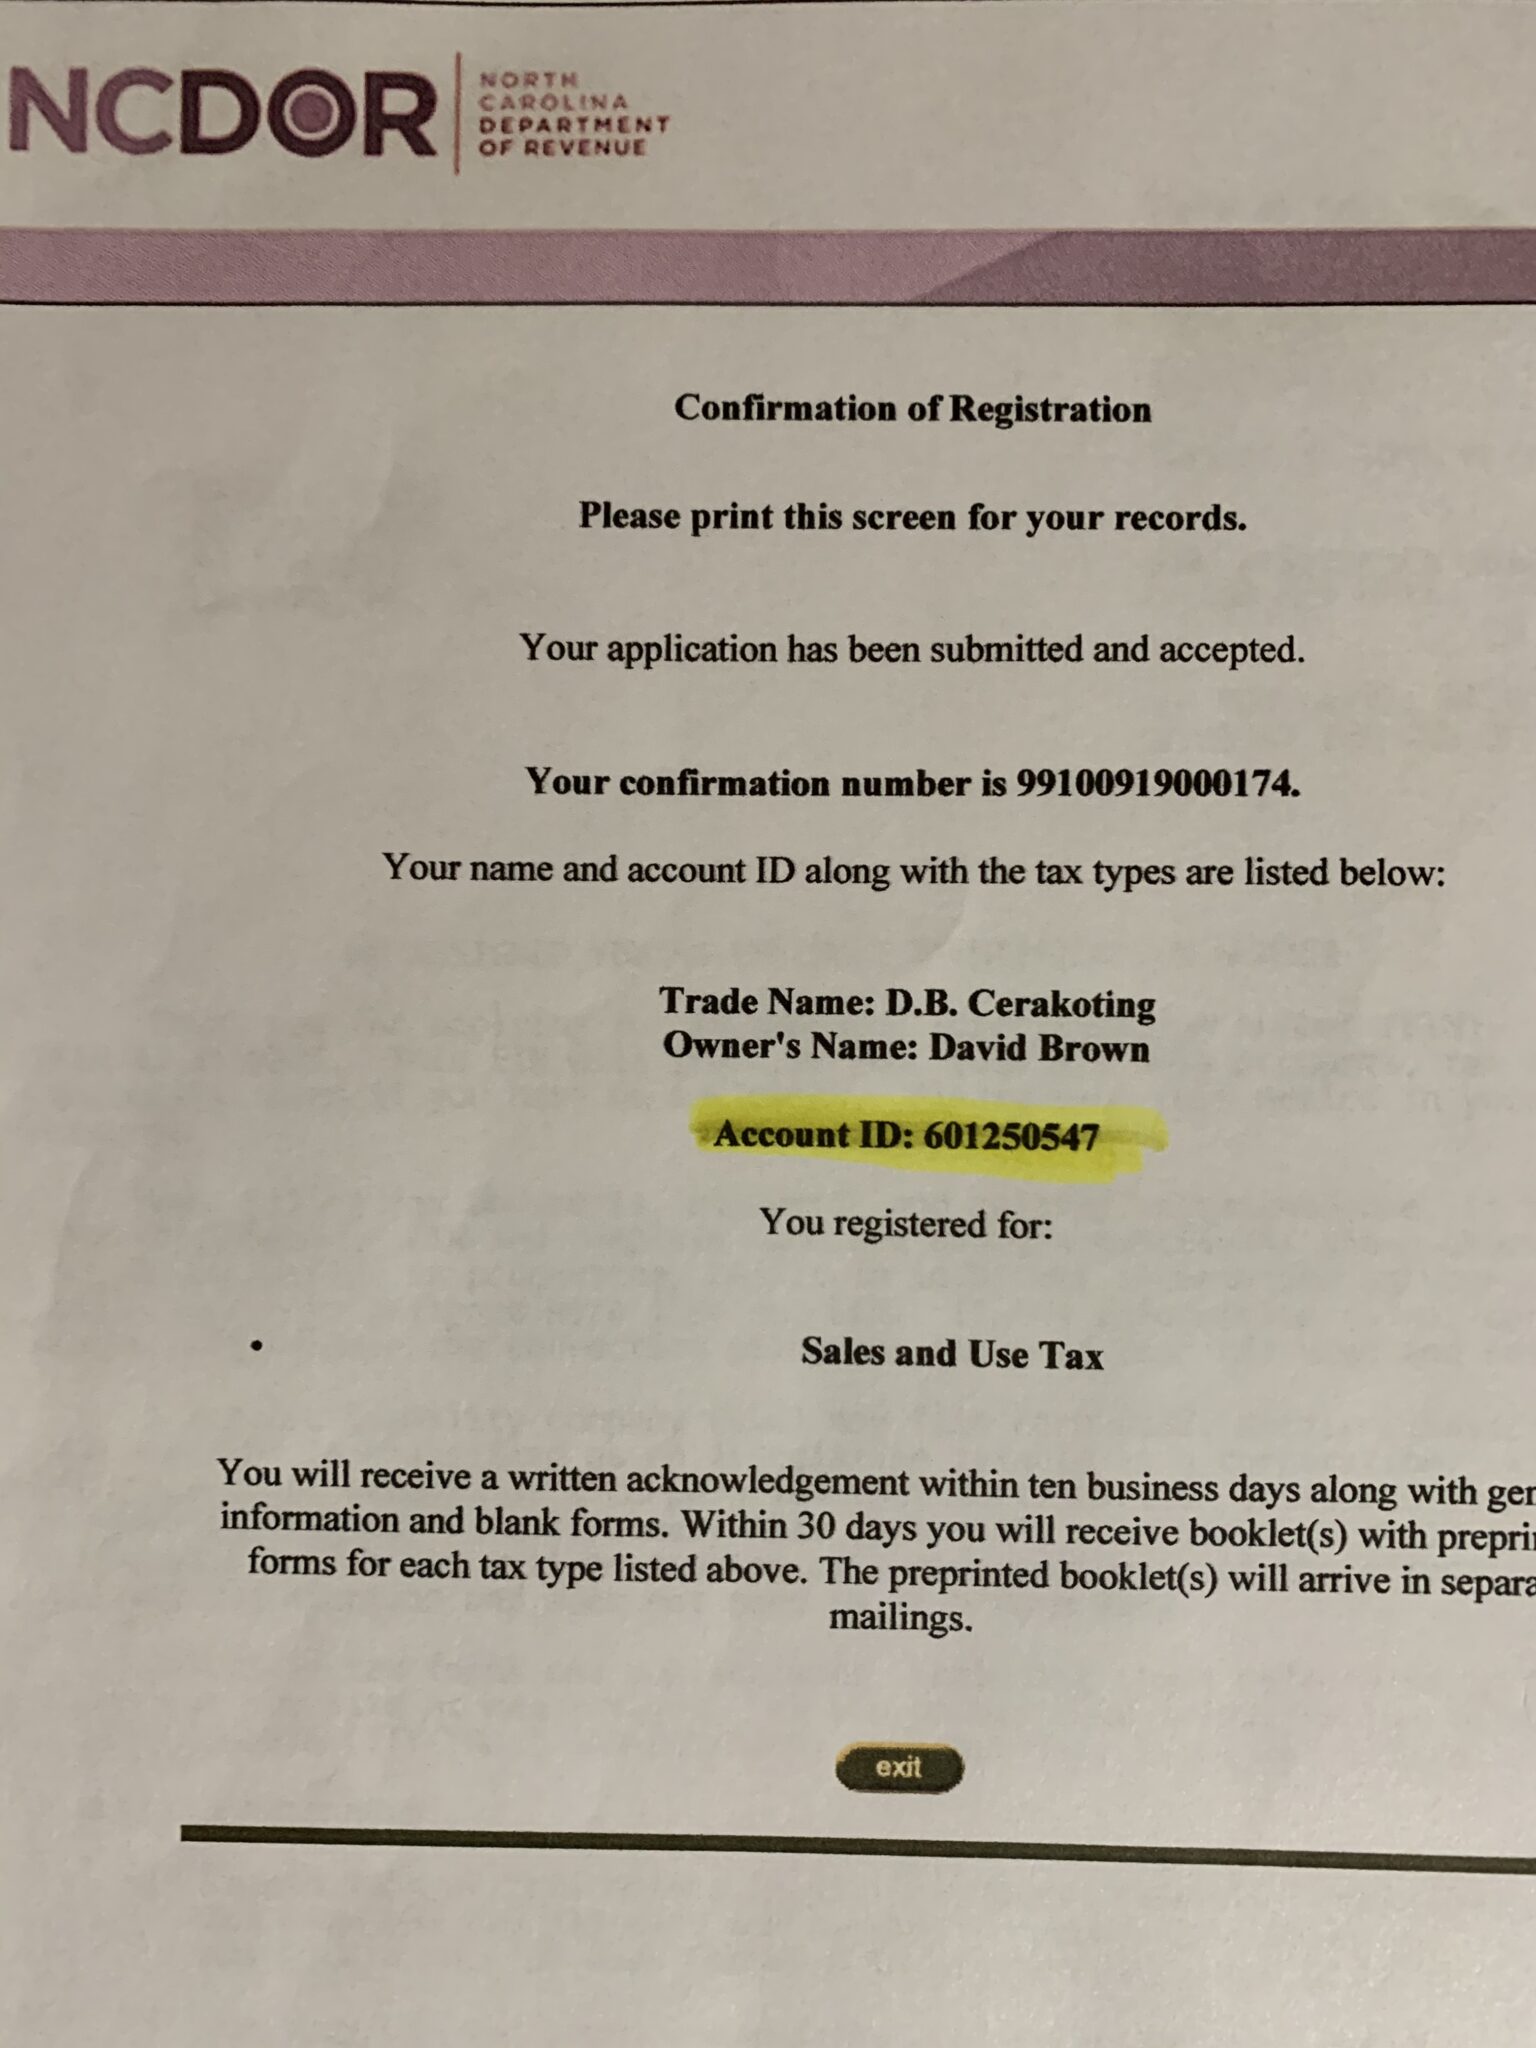 NCDOR
NORTH
CAROLINA
DEPARTMENT
OF REVENUE
Confirmation of Registration
Please print this screen for your records.
Your application has been submitted and accepted.
Your confirmation number is 99100919000174.
Your name and account ID along with the tax types are listed below:
Trade Name: D.B. Cerakoting
Owner's Name: David Brown
Account ID: 601250547
You registered for:
• Sales and Use Tax
You will receive a written acknowledgement within ten business days along with
information and blank forms. Within 30 days you will receive booklet(s) with
forms for each tax type listed above. The preprinted booklet(s) will arrive in
mailings.
exit